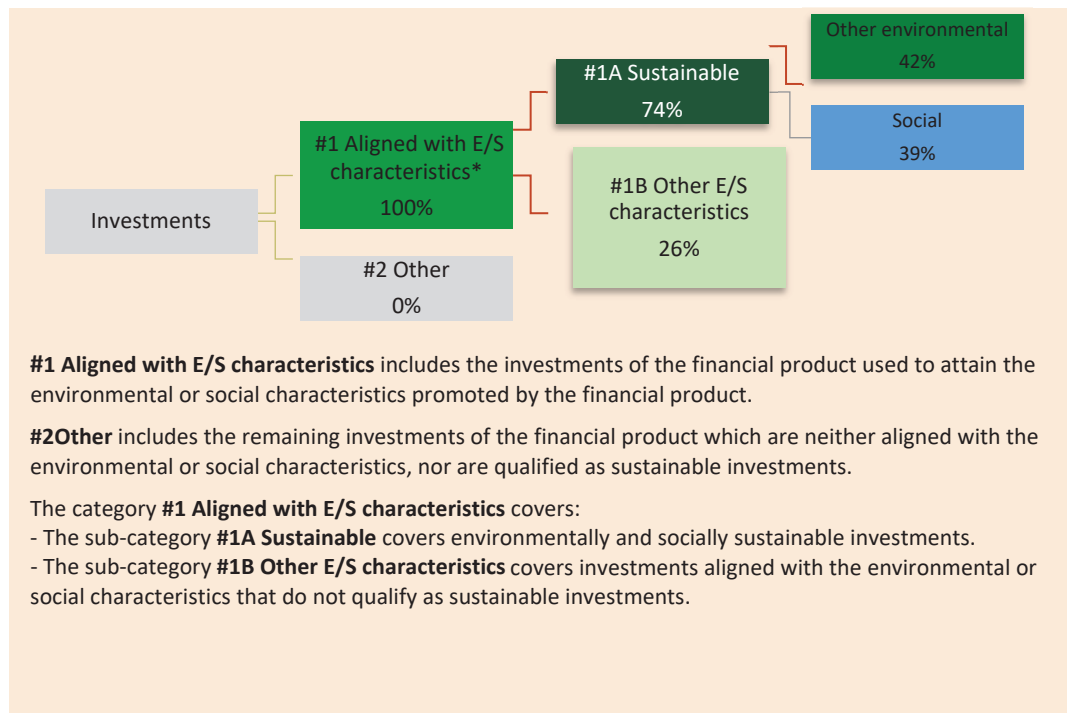 Other environmental
42%
#1A Sustainable
74%
Social
39%
#1 Aligned with E/S
characteristics*
100%
#1B Other E/S
characteristics
26%
Investments
#2 Other
0%
#1 Aligned with E/S characteristics includes the investments of the financial product used to attain the
environmental or social characteristics promoted by the financial product.
#2Other includes the remaining investments of the financial product which are neither aligned with the
environmental or social characteristics, nor are qualified as sustainable investments.
The category #1 Aligned with E/S characteristics covers:
- The sub-category #1A Sustainable covers environmentally and socially sustainable investments.
- The sub-category #1B Other E/S characteristics covers investments aligned with the environmental or
social characteristics that do not qualify as sustainable investments.